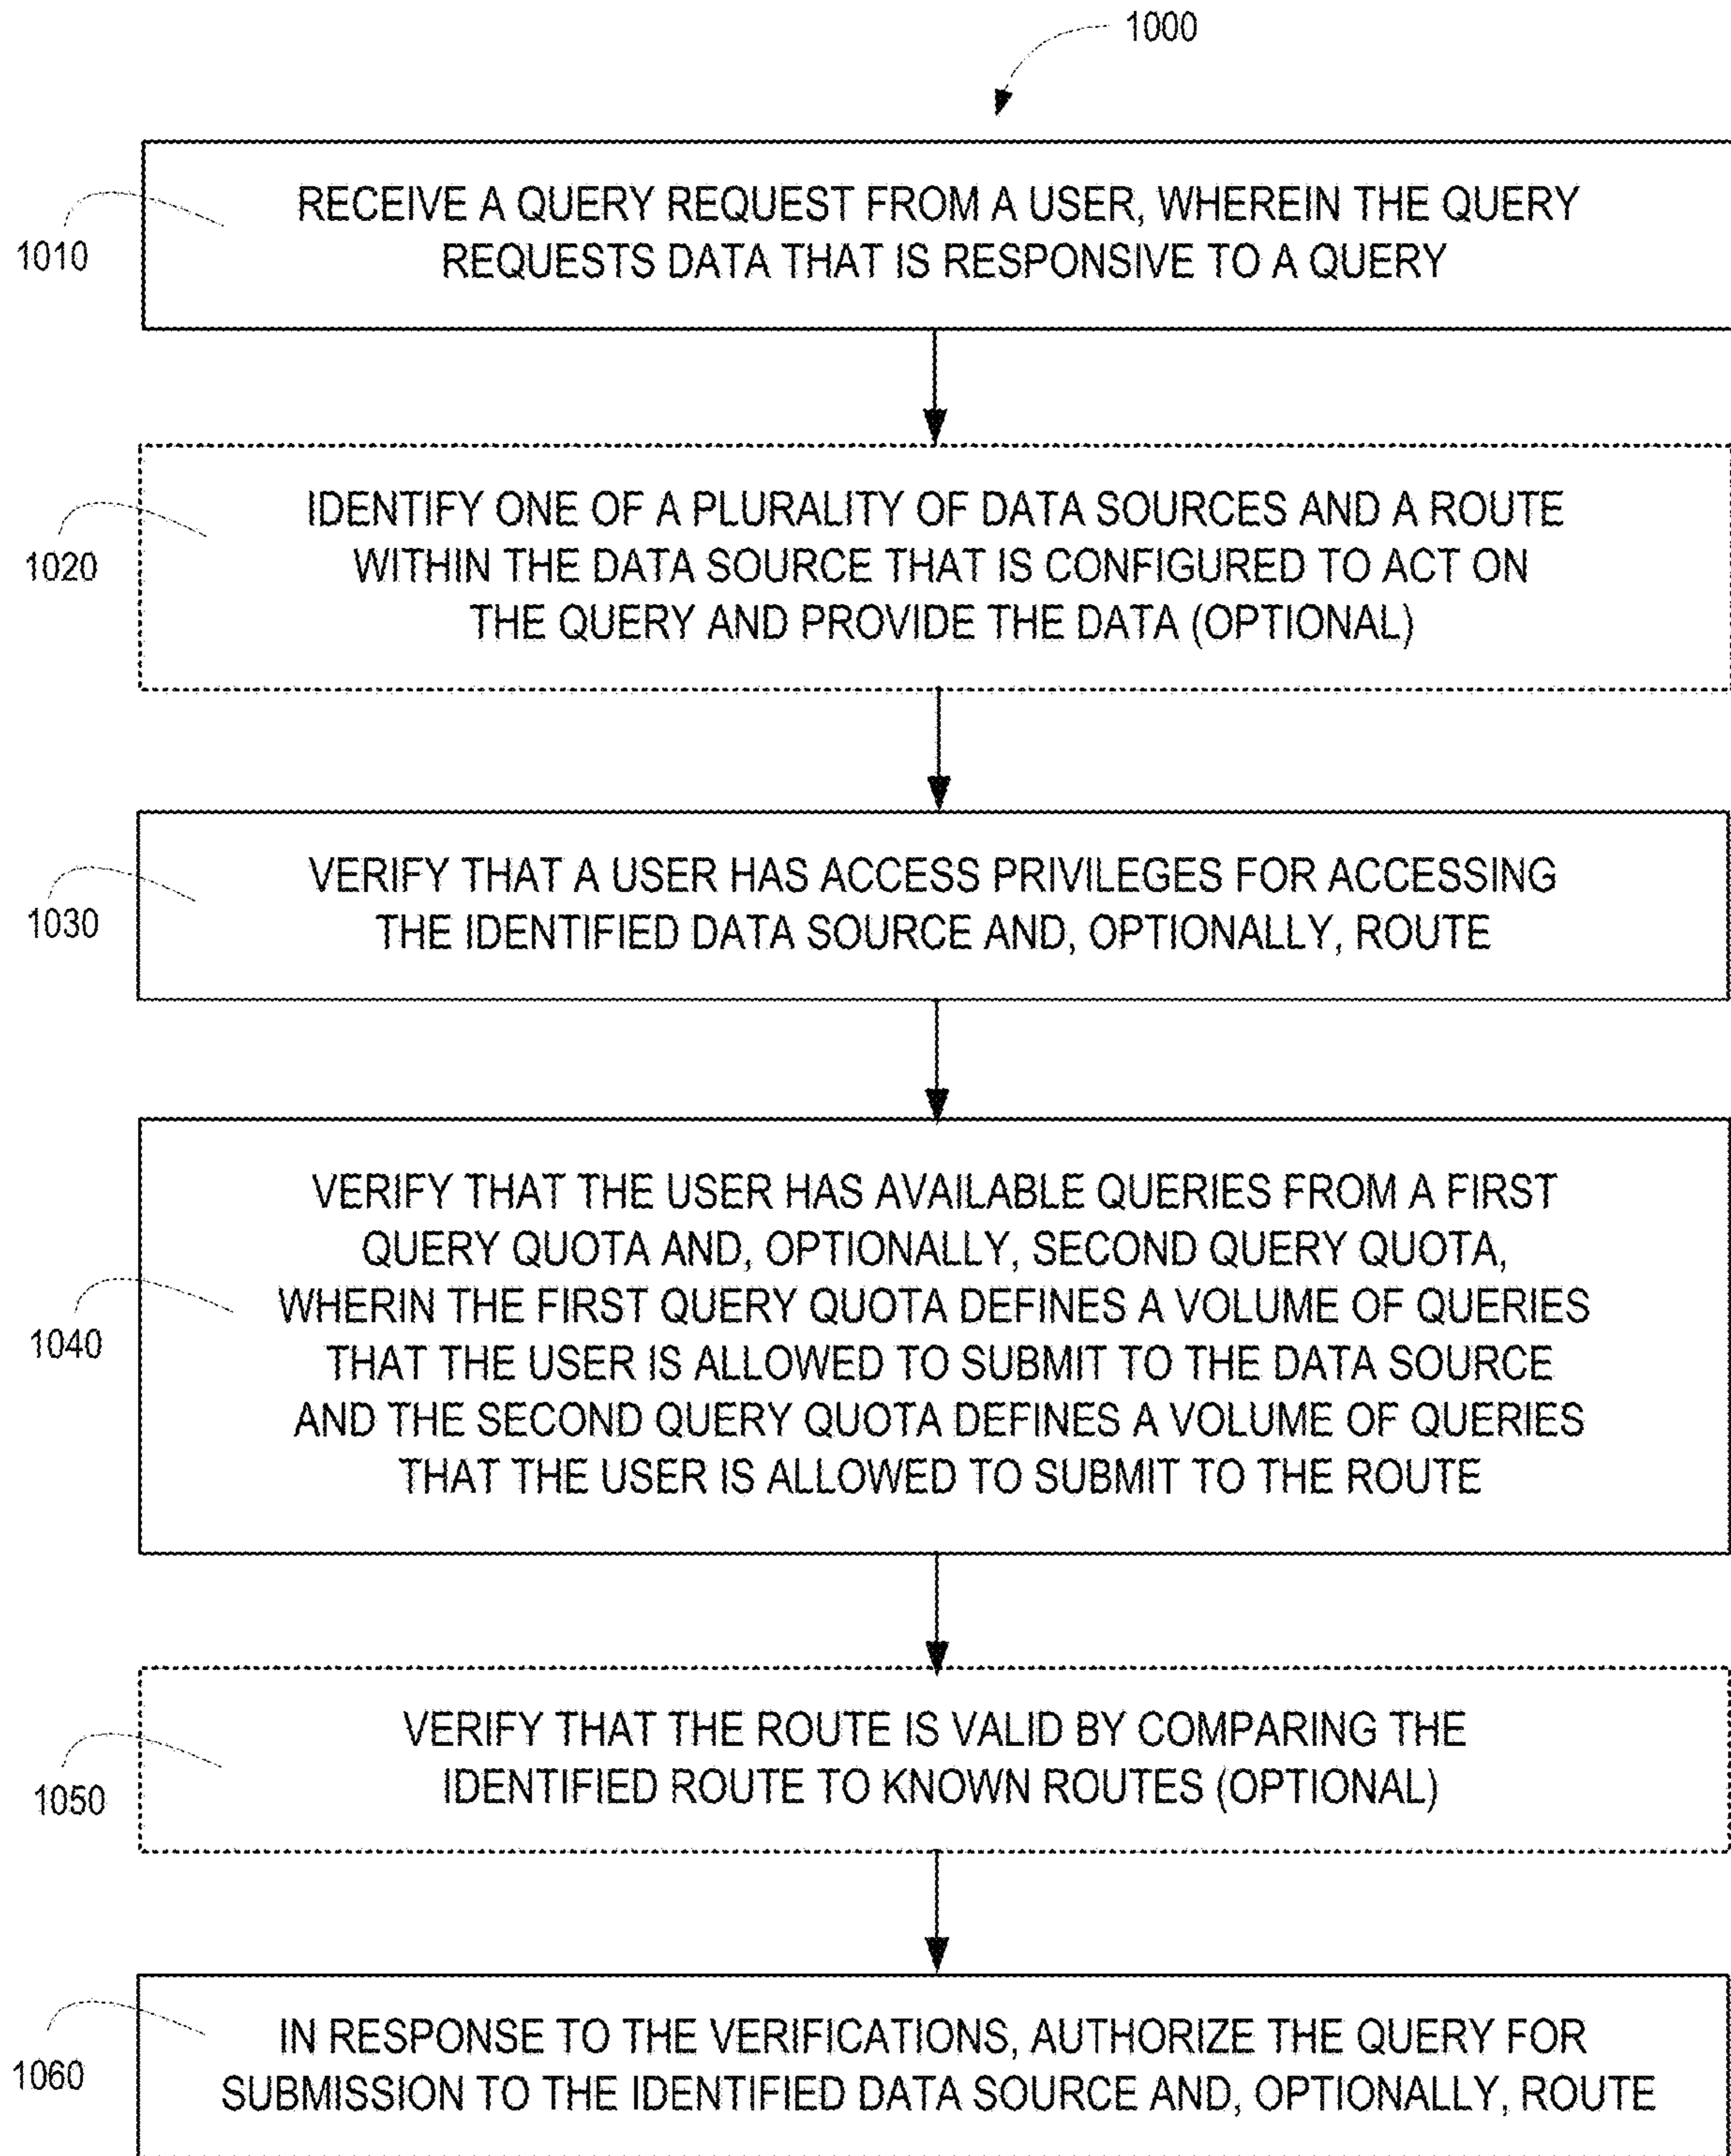 1000
1010
RECEIVE A QUERY REQUEST FROM A USER, WHEREIN THE QUERY
REQUESTS DATA THAT IS RESPONSIVE TO A QUERY
1020
IDENTIFY ONE OF A PLURALITY OF DATA SOURCES AND A ROUTE
WITHIN THE DATA SOURCE THAT IS CONFIGURED TO ACT ON
THE QUERY AND PROVIDE THE DATA (OPTIONAL)
1030
VERIFY THAT A USER HAS ACCESS PRIVILEGES FOR ACCESSING
THE IDENTIFIED DATA SOURCE AND, OPTIONALLY, ROUTE
1040
VERIFY THAT THE USER HAS AVAILABLE QUERIES FROM A FIRST
QUERY QUOTA AND, OPTIONALLY, SECOND QUERY QUOTA,
WHERIN THE FIRST QUERY QUOTA DEFINES A VOLUME OF QUERIES
THAT THE USER IS ALLOWED TO SUBMIT TO THE DATA SOURCE
AND THE SECOND QUERY QUOTA DEFINES A VOLUME OF QUERIES
THAT THE USER IS ALLOWED TO SUBMIT TO THE ROUTE
1050
VERIFY THAT THE ROUTE IS VALID BY COMPARING THE
IDENTIFIED ROUTE TO KNOWN ROUTES (OPTIONAL)
1060
IN RESPONSE TO THE VERIFICATIONS, AUTHORIZE THE QUERY FOR
SUBMISSION TO THE IDENTIFIED DATA SOURCE AND, OPTIONALLY, ROUTE